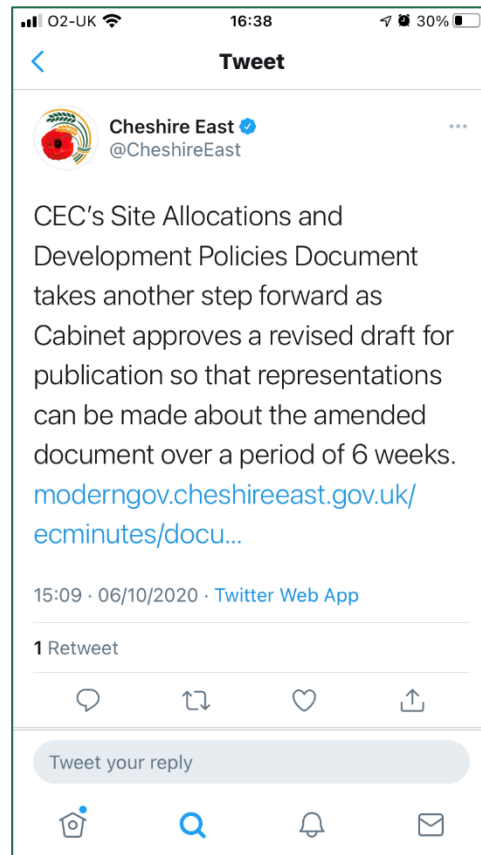 O2-UK 16:38 30%
Tweet
Cheshire East
@CheshireEast
CEC’s Site Allocations and
Development Policies Document
takes another step forward as
Cabinet approves a revised draft for
publication so that representations
can be made about the amended
document over a period of 6 weeks.
moderngov.cheshireeast.gov.uk/
ecminutes/docu...
15:09 · 06/10/2020 · Twitter Web App
1 Retweet
Tweet your reply